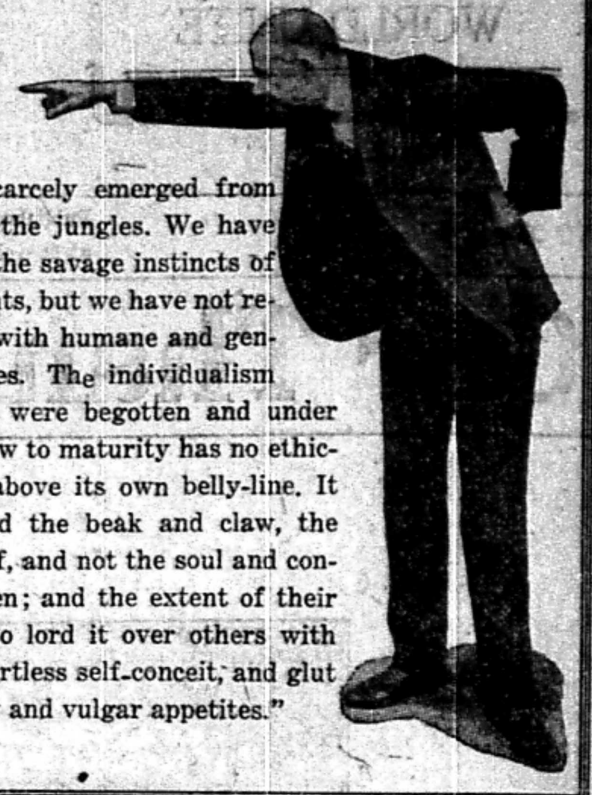 carcely emerged from
the jungles. We have
he savage instincts of
ts, but we have not re-
with humane and gen-
es. The individualism
were begotten and under
w to maturity has no ethic-
above its own belly-line. It
d the beak and claw, the
f, and not the soul and con-
en; and the extent of their
o lord it over others with
rtless self-conceit, and glut
and vulgar appetites."